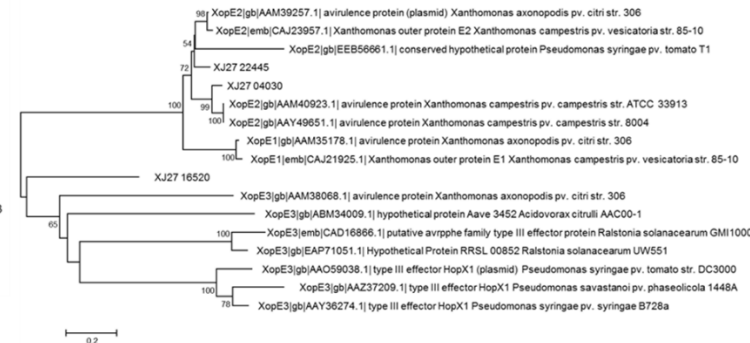 98 XopE2|gb|AAM39257.1| avirulence protein (plasmid) Xanthomonas axonopodis pv. citri str. 306
XopE2|emb|CAJ23957.1| Xanthomonas outer protein E2 Xanthomonas campestris pv. vesicatoria str. 85-10
54
XopE2|gb|EEB56661.1| conserved hypothetical protein Pseudomonas syringae pv. tomato T1
72
XJ27 22445
XJ27 04030
100
99
XopE2|gb|AAM40923.1| avirulence protein Xanthomonas campestris pv. campestris str. ATCC 33913
100 XopE2|gb|AAY49651.1| avirulence protein Xanthomonas campestris pv. campestris str. 8004
XopE1|gb|AAM35178.1| avirulence protein Xanthomonas axonopodis pv. citri str. 306
100 XopE1|emb|CAJ21925.1| Xanthomonas outer protein E1 Xanthomonas campestris pv. vesicatoria str. 85-10
XJ27 16520
XopE3|gb|AAM38068.1| avirulence protein Xanthomonas axonopodis pv. citri str. 306
65
XopE3|gb|ABM34009.1| hypothetical protein Aave 3452 Acidovorax citrulli AAC00-1
100 XopE3|emb|CAD16866.1| putative avrpphe family type III effector protein Ralstonia solanacearum GMI1000
XopE3|gb|EAP71051.1| Hypothetical Protein RRSL 00852 Ralstonia solanacearum UW551
XopE3|gb|AAO59038.1| type III effector HopX1 (plasmid) Pseudomonas syringae pv. tomato str. DC3000
100
XopE3|gb|AAZ37209.1| type III effector HopX1 Pseudomonas savastanoi pv. phaseolicola 1448A
78 XopE3|gb|AAY36274.1| type III effector HopX1 Pseudomonas syringae pv. syringae B728a
0.2